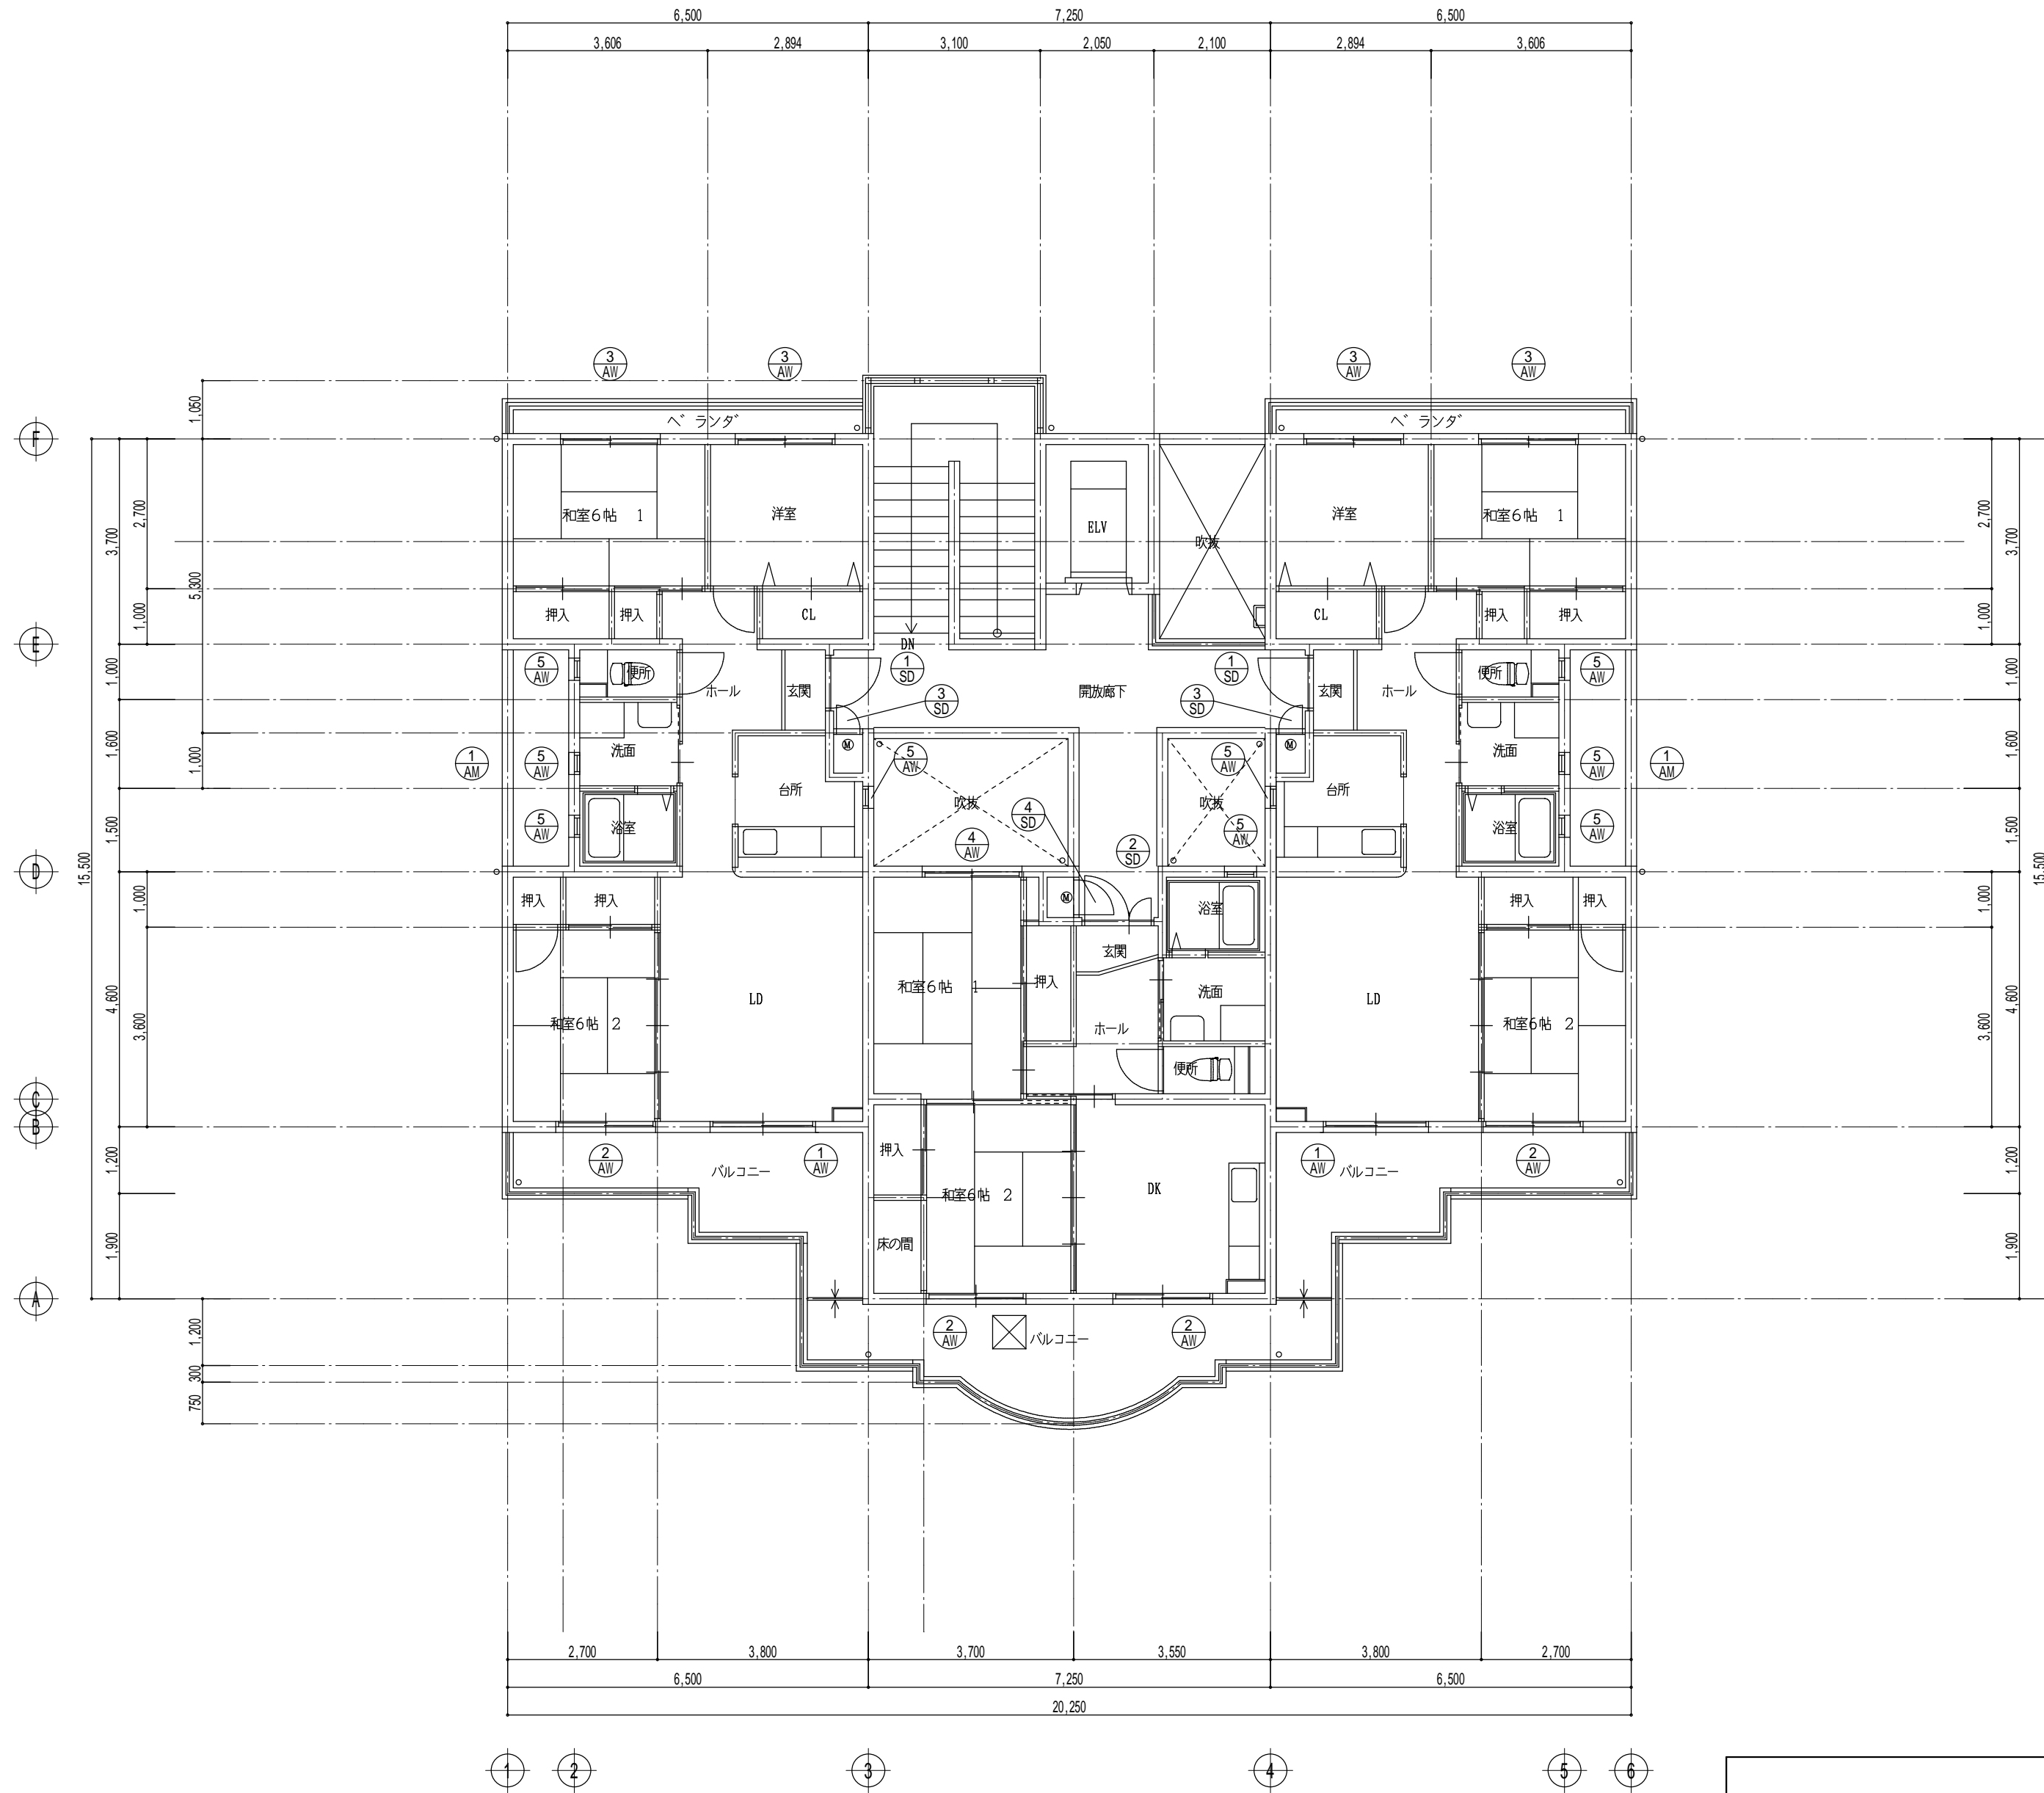 6,500 7,250 6,500
3,606 2,894 3,100 2,050 2,100 2,894 3,606
3 AW 3 AW 3 AW 3 AW
1,050
ベランダ ベランダ
F
2,700 2,700
和室6帖 1 洋室 ELV 吹抜 洋室 和室6帖 1
3,700 3,700
5,300
1,000 1,000
押入 押入 CL CL 押入 押入
E
DN
1,000 1,000
5 AW 便所 1 SD 1 SD 便所 5 AW
ホール 玄関 開放廊下 玄関 ホール
3 SD 3 SD
1,600 1,600
1,000
洗面 M M 洗面
1 AM 5 AW 5 AW 5 AW 5 AW 1 AM
台所 吹抜 吹抜 台所
4 SD
1,500 1,500
5 AW 浴室 4 AW 5 AW 浴室 5 AW
2 SD
15,500 15,500
D
1,000 1,000
押入 押入 M 浴室 押入 押入
玄関
和室6帖 1 押入 洗面
4,600 LD LD 4,600
3,600 3,600
和室6帖 2 ホール 和室6帖 2
便所
C
B
1,200 1,200
2 AW バルコニー 1 AW 押入 1 AW バルコニー 2 AW
和室6帖 2 DK
1,900 1,900
床の間
A
1,200
2 AW バルコニー 2 AW
300
750
2,700 3,800 3,700 3,550 3,800 2,700
6,500 7,250 6,500
20,250
1 2 3 4 5 6